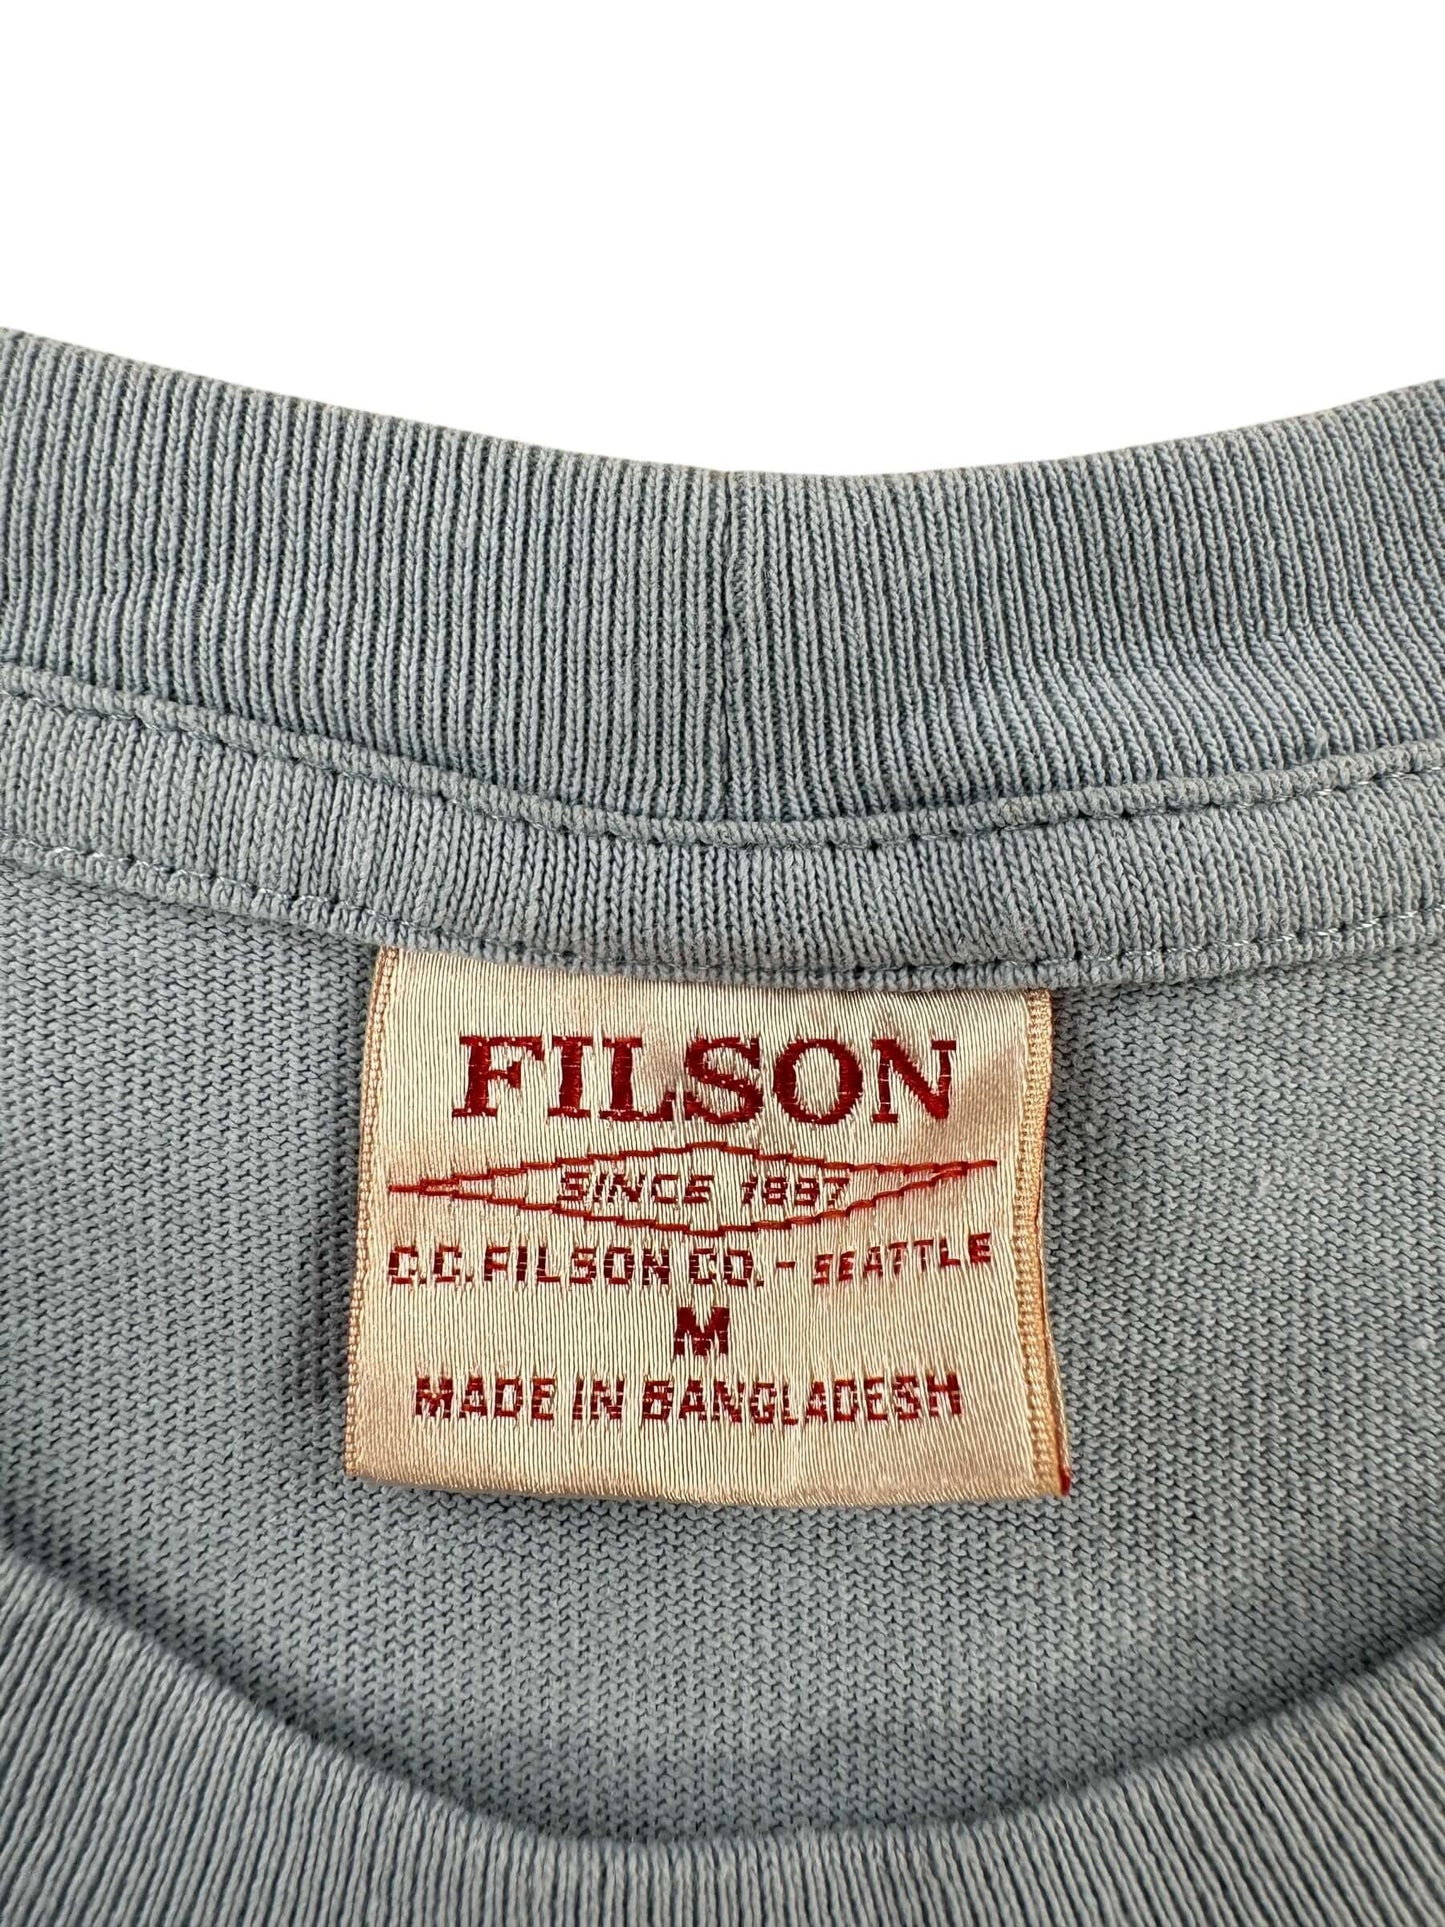 FILSON
SINCE 1897
C.C. FILSON CO. - SEATTLE
M
MADE IN BANGLADESH